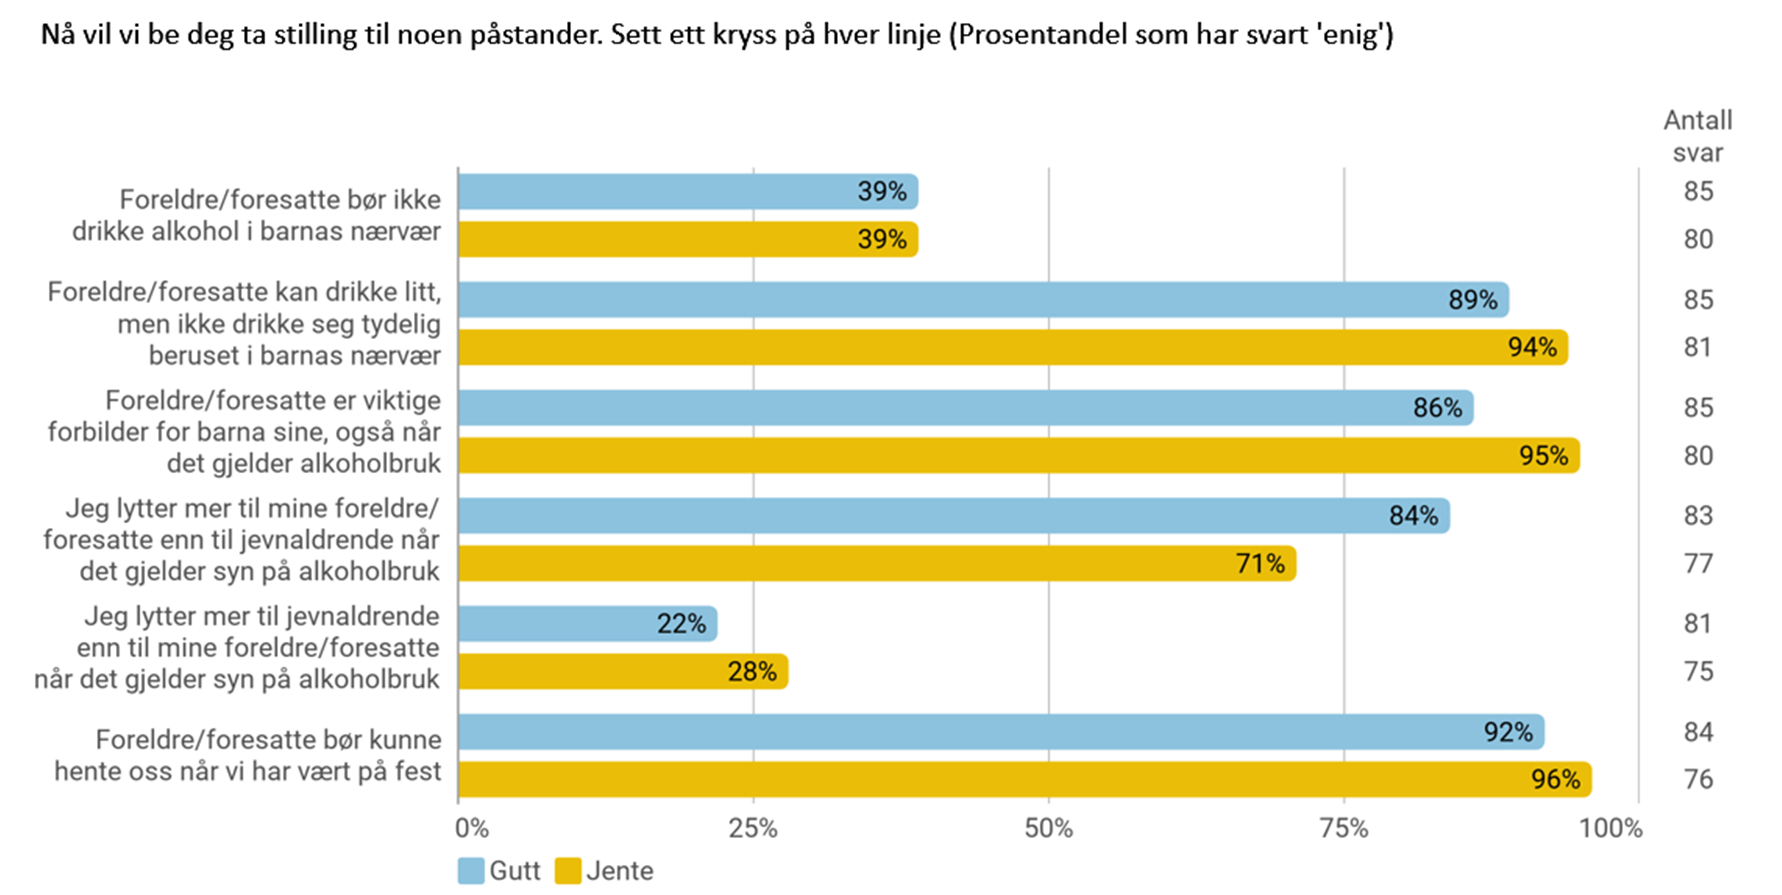 Nå vil vi be deg ta stilling til noen påstander. Sett ett kryss på hver linje (Prosentandel som har svart 'enig')
Antall
svar
Foreldre/foresatte bør ikke
drikke alkohol i barnas nærvær
39%
85
39%
80
Foreldre/foresatte kan drikke litt,
men ikke drikke seg tydelig
beruset i barnas nærvær
89%
85
94%
81
Foreldre/foresatte er viktige
forbilder for barna sine, også når
det gjelder alkoholbruk
86%
85
95%
80
Jeg lytter mer til mine foreldre/
foresatte enn til jevnaldrende når
det gjelder syn på alkoholbruk
84%
83
71%
77
Jeg lytter mer til jevnaldrende
enn til mine foreldre/foresatte
når det gjelder syn på alkoholbruk
22%
81
28%
75
Foreldre/foresatte bør kunne
hente oss når vi har vært på fest
92%
84
96%
76
0% 25% 50% 75% 100%
Gutt Jente